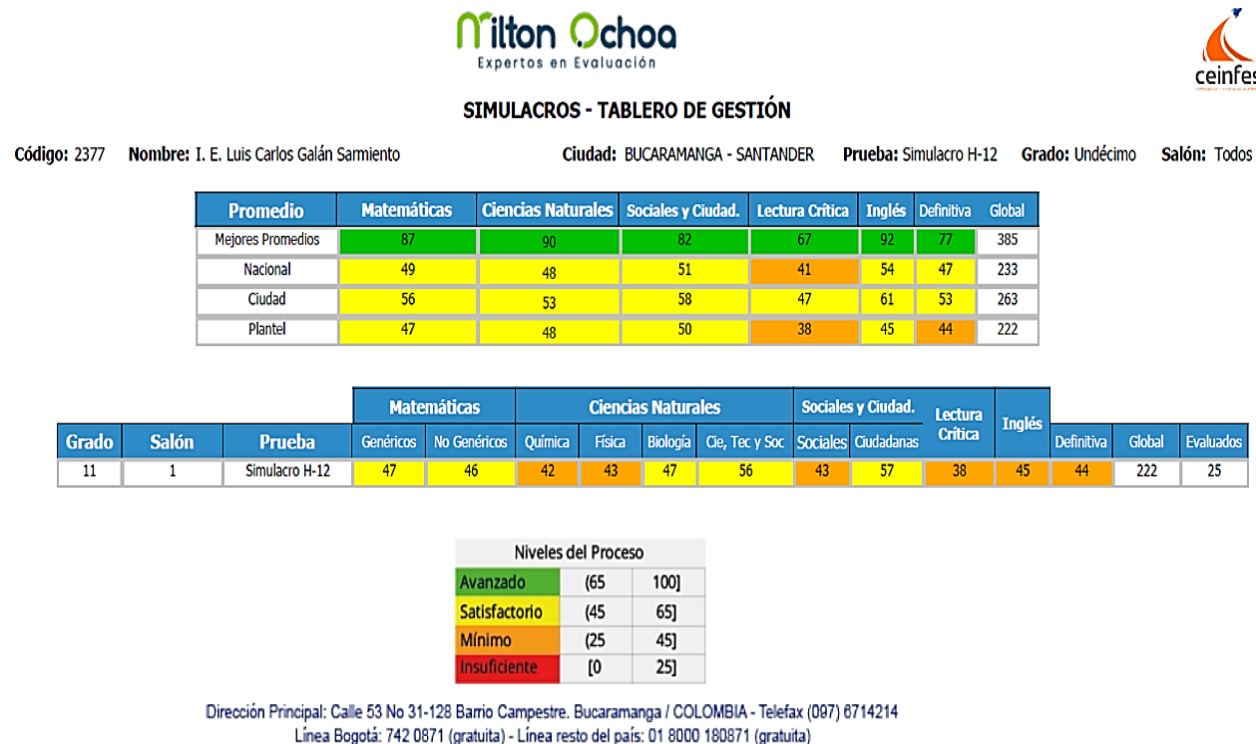 Milton Ochoa
Expertos en Evaluación
ceinfes
SIMULACROS - TABLERO DE GESTIÓN
Código: 2377 Nombre: I. E. Luis Carlos Galán Sarmiento Ciudad: BUCARAMANGA - SANTANDER Prueba: Simulacro H-12 Grado: Undécimo Salón: Todos
Promedio Matemáticas Ciencias Naturales Sociales y Ciudad. Lectura Crítica Inglés Definitiva Global
Mejores Promedios 87 90 82 67 92 77 385
Nacional 49 48 51 41 54 47 233
Ciudad 56 53 58 47 61 53 263
Plantel 47 48 50 38 45 44 222
Matemáticas Ciencias Naturales Sociales y Ciudad. Lectura Crítica Inglés
Grado Salón Prueba Genéricos No Genéricos Química Física Biología Cie, Tec y Soc Sociales Ciudadanas Definitiva Global Evaluados
11 1 Simulacro H-12 47 46 42 43 47 56 43 57 38 45 44 222 25
Niveles del Proceso
Avanzado (65 100]
Satisfactorio (45 65]
Mínimo (25 45]
Insuficiente [0 25]
Dirección Principal: Calle 53 No 31-128 Barrio Campestre. Bucaramanga / COLOMBIA - Telefax (097) 6714214
Línea Bogotá: 742 0871 (gratuita) - Línea resto del país: 01 8000 180871 (gratuita)